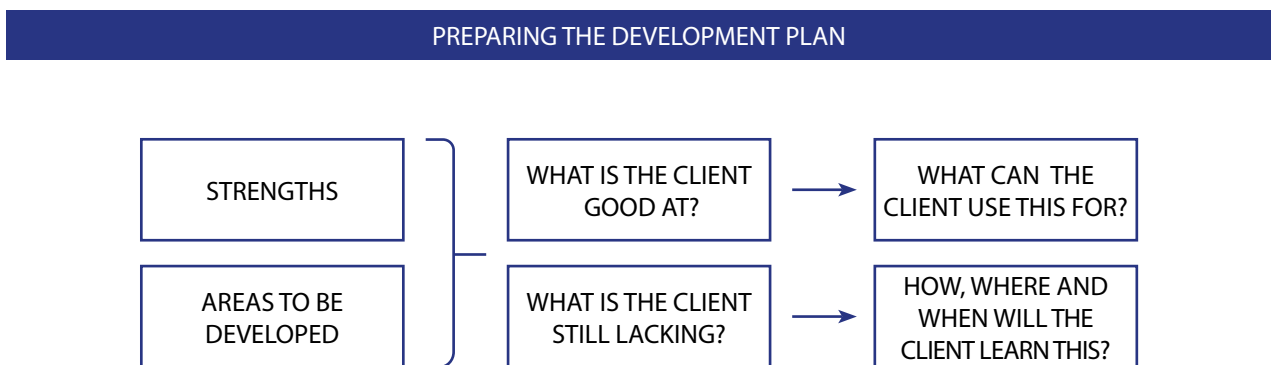 PREPARING THE DEVELOPMENT PLAN
STRENGTHS
WHAT IS THE CLIENT
GOOD AT?
WHAT CAN THE
CLIENT USE THIS FOR?
AREAS TO BE
DEVELOPED
WHAT IS THE CLIENT
STILL LACKING?
HOW, WHERE AND
WHEN WILL THE
CLIENT LEARN THIS?